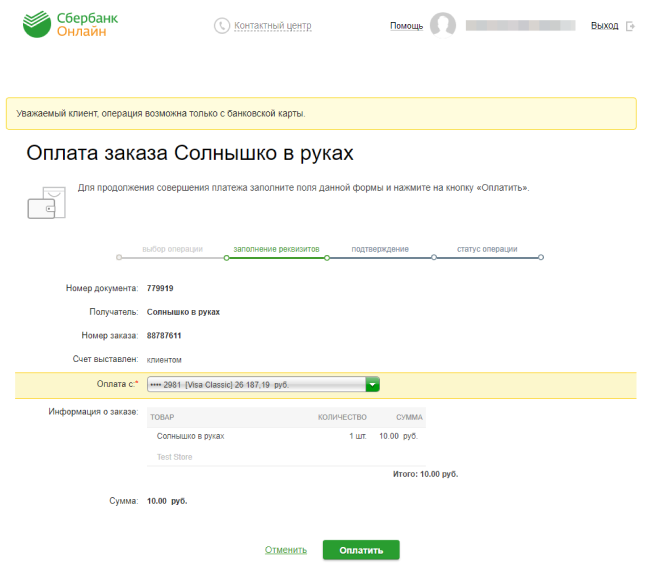 Сбербанк
Онлайн
Контактный центр
Помощь
Выход
Уважаемый клиент, операция возможна только с банковской карты.
Оплата заказа Солнышко в руках
Для продолжения совершения платежа заполните поля данной формы и нажмите на кнопку «Оплатить».
выбор операции заполнение реквизитов подтверждение статус операции
Номер документа: 779919
Получатель: Солнышко в руках
Номер заказа: 88787611
Счет выставлен: клиентом
Оплата с:* •••• 2981 [Visa Classic] 26 187,19 руб.
Информация о заказе:
ТОВАР КОЛИЧЕСТВО СУММА
Солнышко в руках 1 шт. 10.00 руб.
Test Store
Итого: 10.00 руб.
Сумма: 10.00 руб.
Отменить Оплатить